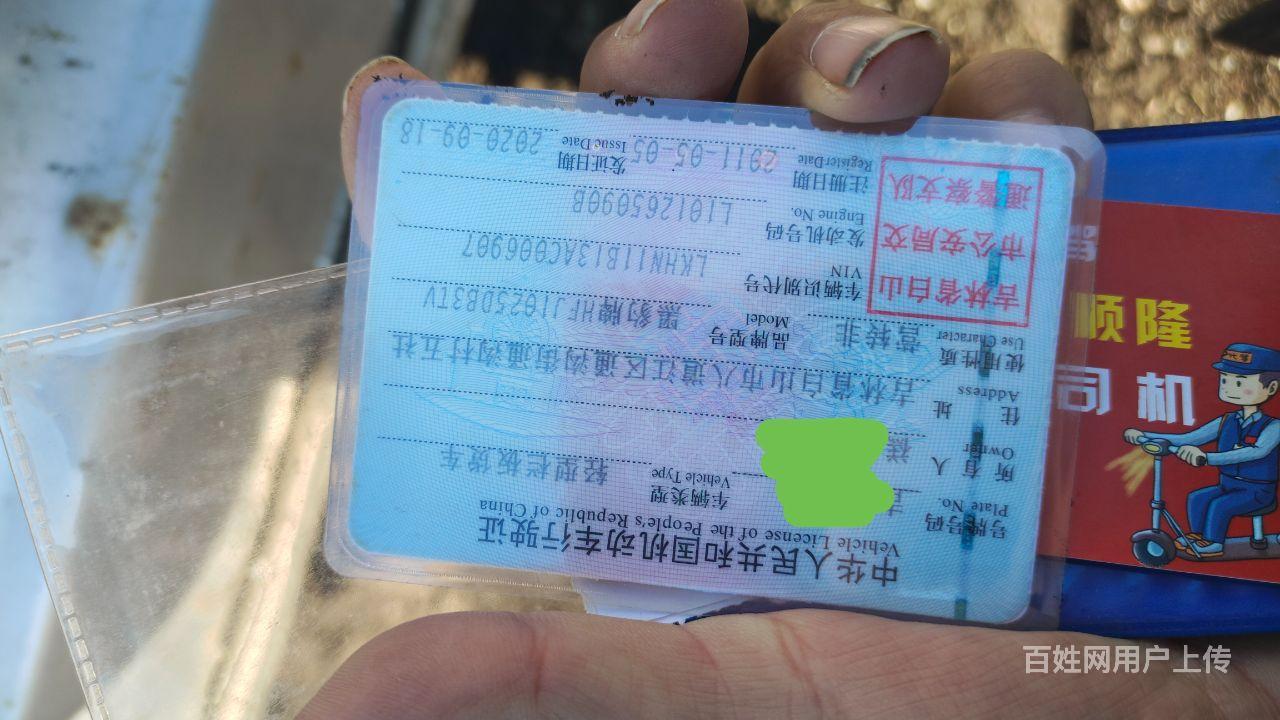 中华人民共和国机动车行驶证
Vehicle License of the People's Republic of China
号牌号码
Plate No.
吉
车辆类型
Vehicle Type
轻型栏板货车
所有人
Owner
住址
Address
吉林省白山市八道江区通沟街通沟村五社
使用性质
Use Character
营转非
品牌型号
Model
黑豹牌HFJ1025DB3TV
吉林省白山
市公安局交
通警察支队
车辆识别代号
VIN
LKHN11B13AC006907
发动机号码
Engine No.
L101265090B
注册日期
Register Date
2011-05-05
发证日期
Issue Date
2020-09-18
顺隆
司机
百姓网用户上传